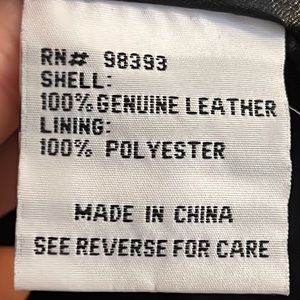 RN# 98393
SHELL:
100% GENUINE LEATHER
LINING:
100% POLYESTER
MADE IN CHINA
SEE REVERSE FOR CARE